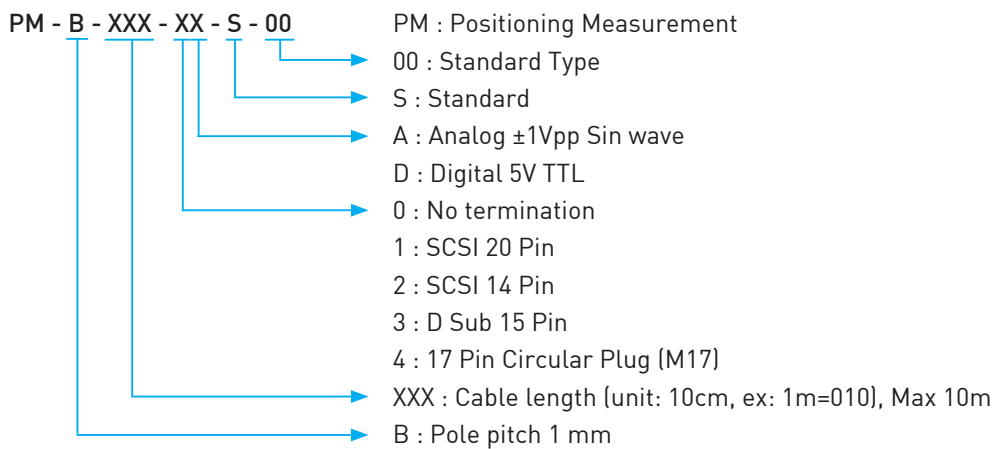 PM - B - XXX - XX - S - 00 PM : Positioning Measurement
00 : Standard Type
S : Standard
A : Analog ±1Vpp Sin wave
D : Digital 5V TTL
0 : No termination
1 : SCSI 20 Pin
2 : SCSI 14 Pin
3 : D Sub 15 Pin
4 : 17 Pin Circular Plug (M17)
XXX : Cable length (unit: 10cm, ex: 1m=010), Max 10m
B : Pole pitch 1 mm